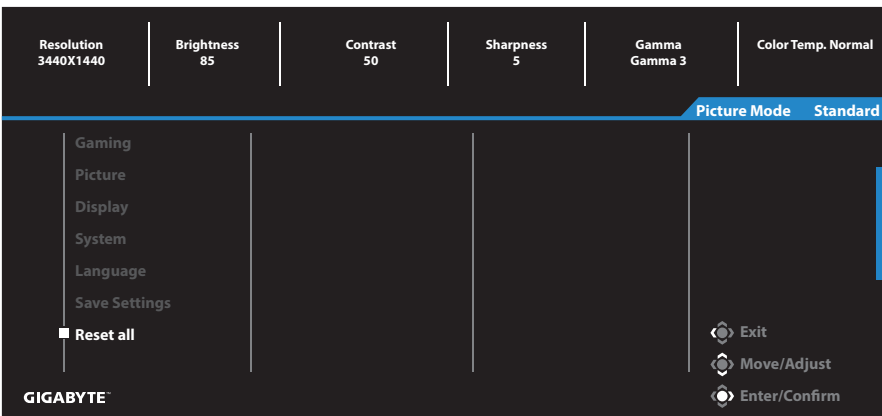 Resolution Brightness Contrast Sharpness Gamma Color Temp. Normal
3440X1440 85 50 5 Gamma 3
Picture Mode Standard
Gaming
Picture
Display
System
Language
Save Settings
Reset all
Exit
Move/Adjust
GIGABYTE™ Enter/Confirm